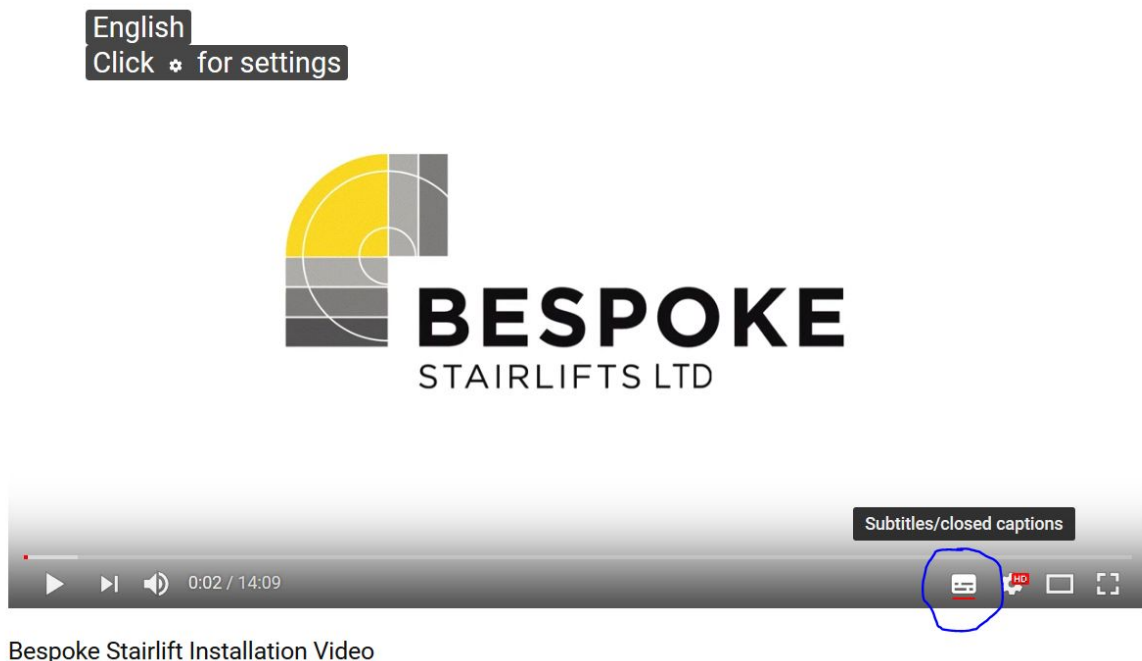 English
Click for settings
BESPOKE
STAIRLIFTS LTD
Subtitles/closed captions
0:02 / 14:09
HD
Bespoke Stairlift Installation Video